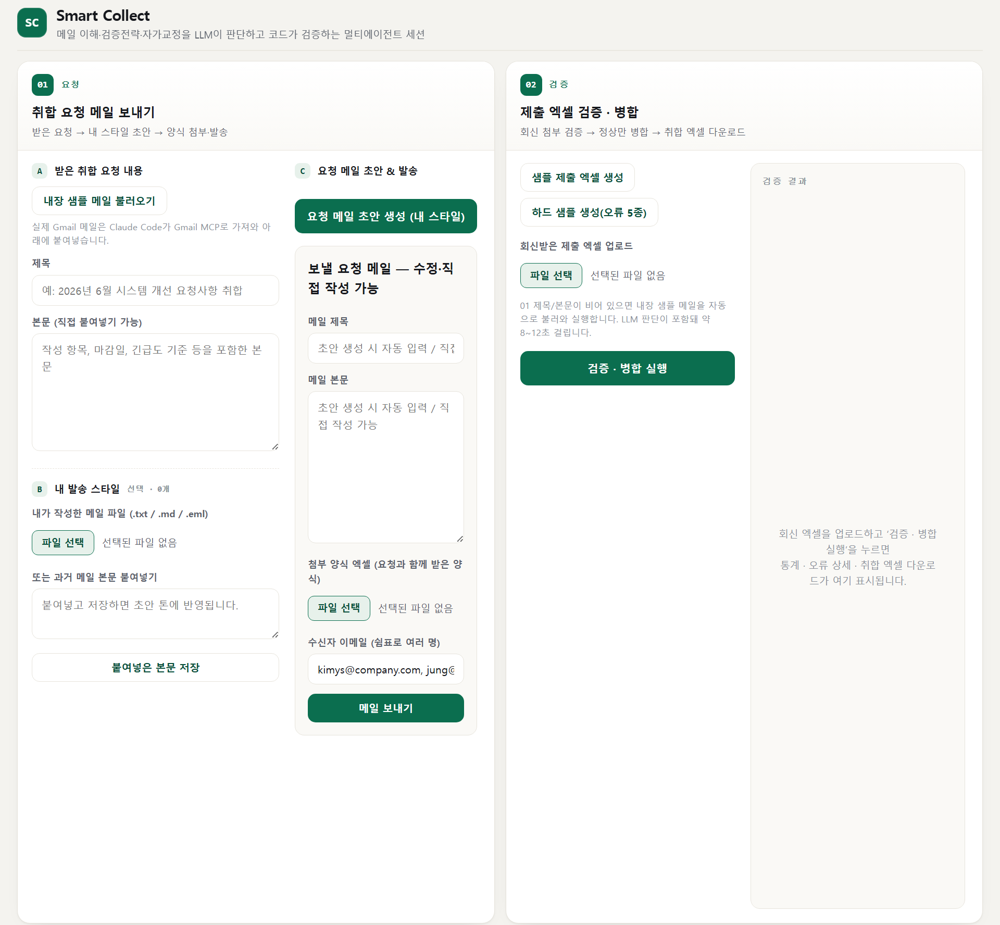 SC
Smart Collect
메일 이해·검증전략·자가교정을 LLM이 판단하고 코드가 검증하는 멀티에이전트 세션
01 요청
취합 요청 메일 보내기
받은 요청 → 내 스타일 초안 → 양식 첨부·발송
A 받은 취합 요청 내용
내장 샘플 메일 불러오기
실제 Gmail 메일은 Claude Code가 Gmail MCP로 가져와 아
래에 붙여넣습니다.
제목
예: 2026년 6월 시스템 개선 요청사항 취합
본문 (직접 붙여넣기 가능)
작성 항목, 마감일, 긴급도 기준 등을 포함한 본
문
B 내 발송 스타일 선택 · 0개
내가 작성한 메일 파일 (.txt / .md / .eml)
파일 선택 선택된 파일 없음
또는 과거 메일 본문 붙여넣기
붙여넣고 저장하면 초안 톤에 반영됩니다.
붙여넣은 본문 저장
C 요청 메일 초안 & 발송
요청 메일 초안 생성 (내 스타일)
보낼 요청 메일 — 수정·직
접 작성 가능
메일 제목
초안 생성 시 자동 입력 / 직접
메일 본문
초안 생성 시 자동 입력 / 직
접 작성 가능
첨부 양식 엑셀 (요청과 함께 받은 양
식)
파일 선택 선택된 파일 없음
수신자 이메일 (쉼표로 여러 명)
kimys@company.com, jung@
메일 보내기
02 검증
제출 엑셀 검증 · 병합
회신 첨부 검증 → 정상만 병합 → 취합 엑셀 다운로드
샘플 제출 엑셀 생성
하드 샘플 생성(오류 5종)
회신받은 제출 엑셀 업로드
파일 선택 선택된 파일 없음
01 제목/본문이 비어 있으면 내장 샘플 메일을 자동
으로 불러와 실행합니다. LLM 판단이 포함돼 약
8~12초 걸립니다.
검증 · 병합 실행
검증 결과
회신 엑셀을 업로드하고 ‘검증 · 병합
실행’을 누르면
통계 · 오류 상세 · 취합 엑셀 다운로
드가 여기 표시됩니다.